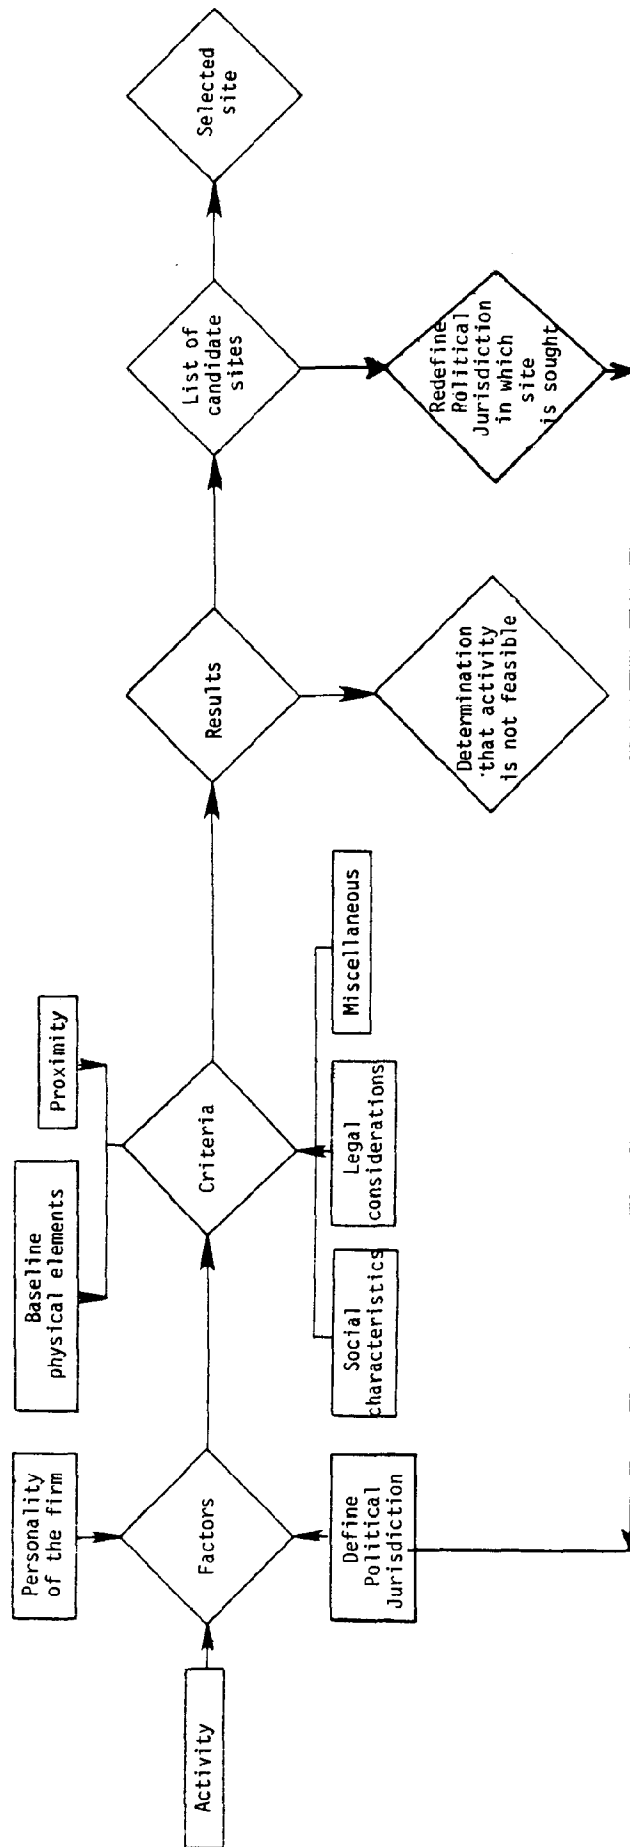 Activity
Personality
of the firm
Factors
Define
Political
Jurisdiction
Baseline
physical elements
Proximity
Criteria
Social
characteristics
Legal
considerations
Miscellaneous
Results
Determination
that activity
is not feasible
List of
candidate
sites
Redefine
Political
Jurisdiction
in which
site
is sought
Selected
site